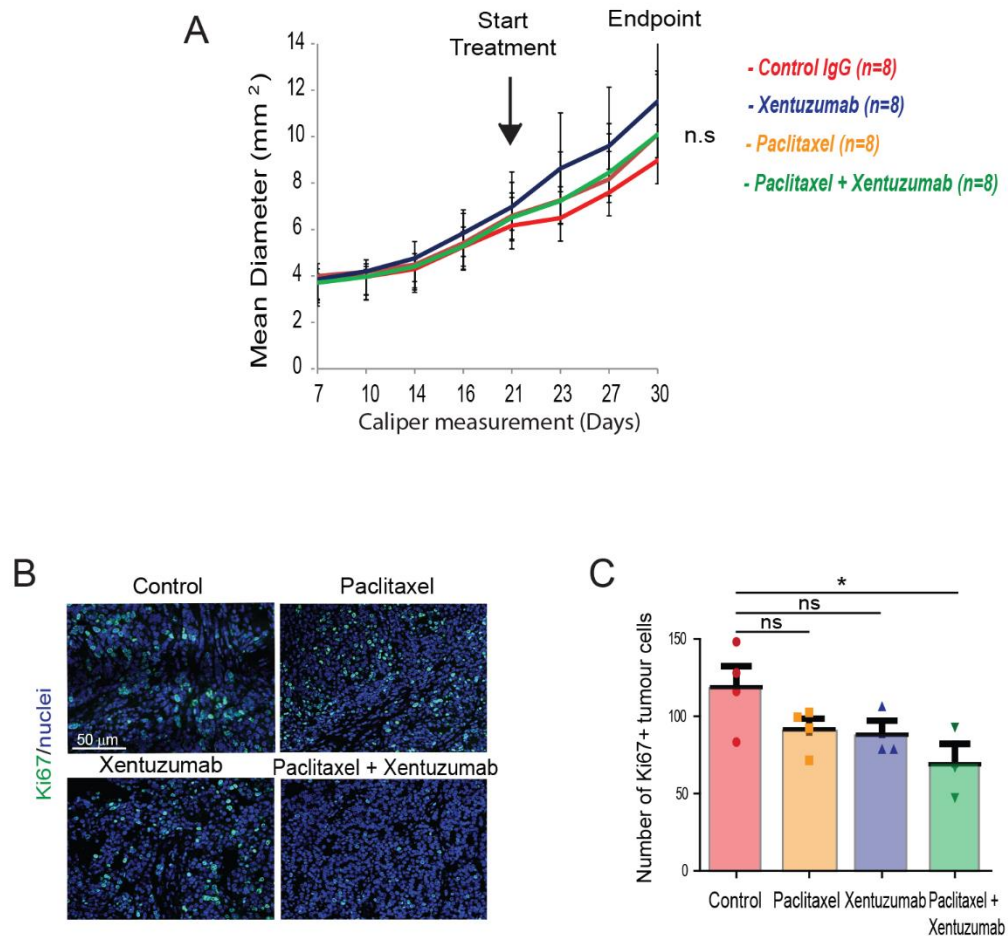 A
Start
Treatment
Endpoint
14
12
10
8
6
4
2
0
Mean Diameter (mm ²)
7 10 14 16 21 23 27 30
Caliper measurement (Days)
n.s
- Control IgG (n=8)
- Xentuzumab (n=8)
- Paclitaxel (n=8)
- Paclitaxel + Xentuzumab (n=8)
B
Control
Paclitaxel
50 μm
Xentuzumab
Paclitaxel + Xentuzumab
Ki67/nuclei
C
*
ns
ns
150
100
50
0
Number of Ki67+ tumour cells
Control Paclitaxel Xentuzumab Paclitaxel +
Xentuzumab